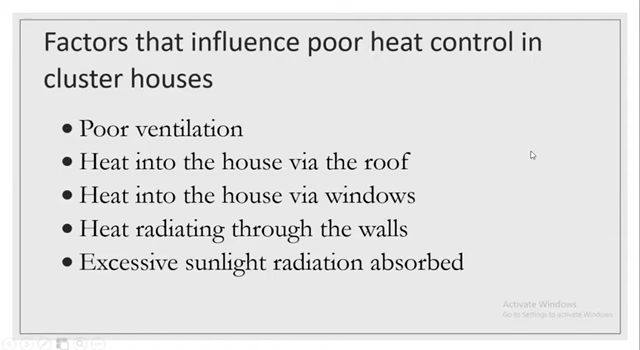 Factors that influence poor heat control in
cluster houses
• Poor ventilation
• Heat into the house via the roof
• Heat into the house via windows
• Heat radiating through the walls
• Excessive sunlight radiation absorbed
Activate Windows
Go to Settings to activate Windows.